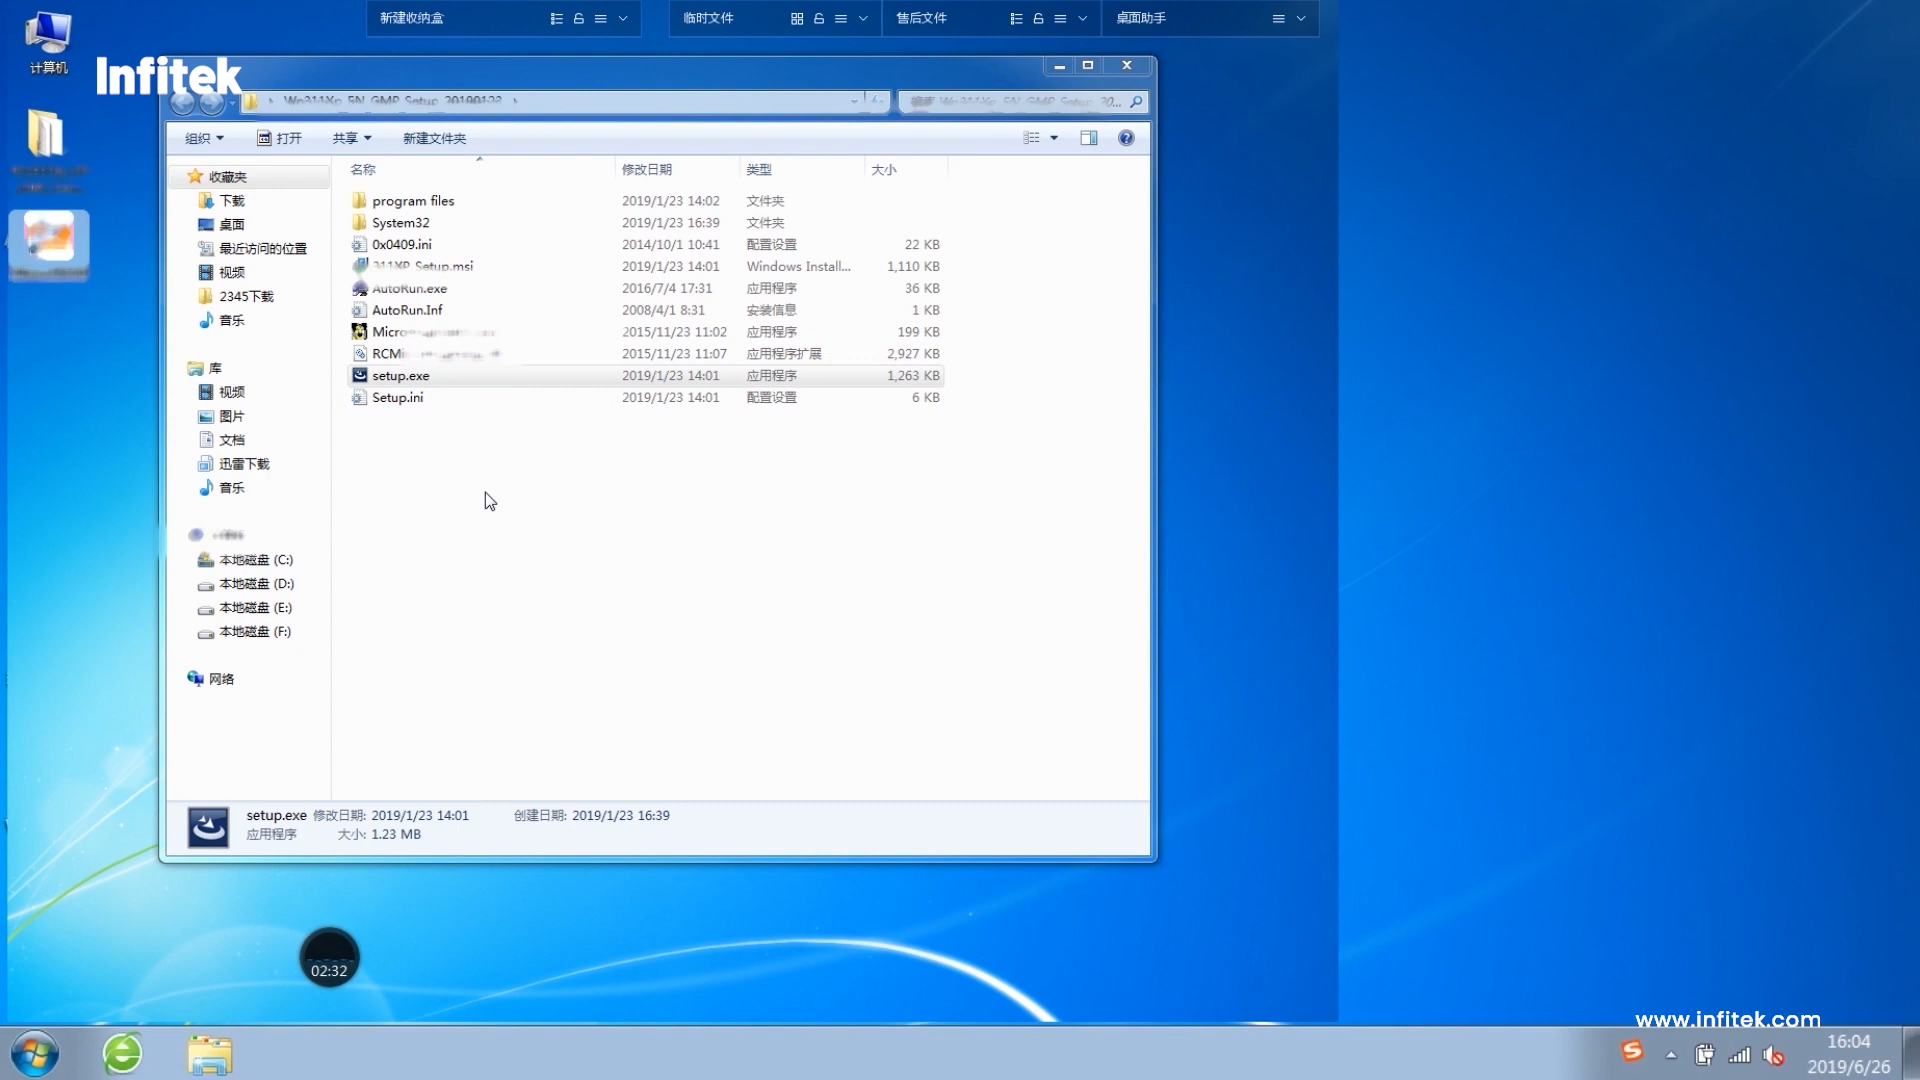 新建收纳盒
临时文件
售后文件
桌面助手
计算机
Infitek
组织
打开
共享
新建文件夹
名称
修改日期
类型
大小
收藏夹
下载
桌面
最近访问的位置
视频
2345下载
音乐
库
视频
图片
文档
迅雷下载
音乐
本地磁盘 (C:)
本地磁盘 (D:)
本地磁盘 (E:)
本地磁盘 (F:)
网络
program files 2019/1/23 14:02 文件夹
System32 2019/1/23 16:39 文件夹
0x0409.ini 2014/10/1 10:41 配置设置 22 KB
311XP_Setup.msi 2019/1/23 14:01 Windows Install... 1,110 KB
AutoRun.exe 2016/7/4 17:31 应用程序 36 KB
AutoRun.Inf 2008/4/1 8:31 安装信息 1 KB
Micro 2015/11/23 11:02 应用程序 199 KB
RCMi 2015/11/23 11:07 应用程序扩展 2,927 KB
setup.exe 2019/1/23 14:01 应用程序 1,263 KB
Setup.ini 2019/1/23 14:01 配置设置 6 KB
setup.exe 修改日期: 2019/1/23 14:01 创建日期: 2019/1/23 16:39
应用程序 大小: 1.23 MB
02:32
www.infitek.com
16:04
2019/6/26